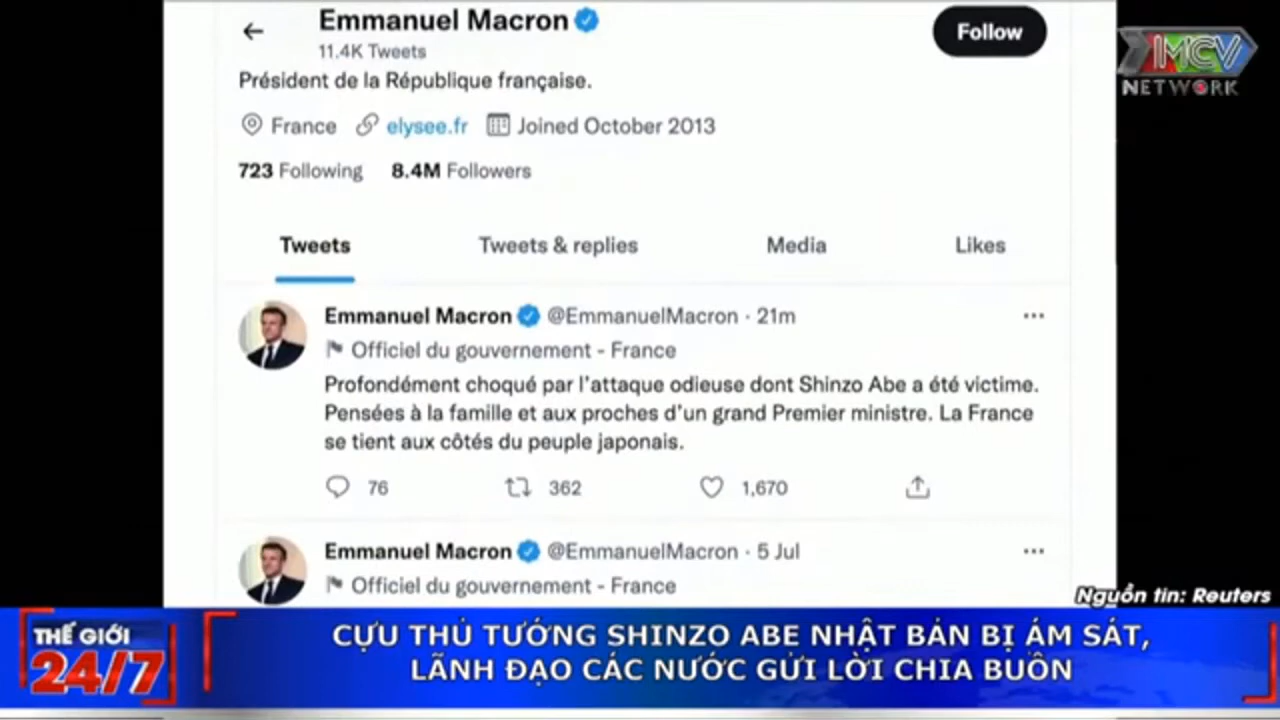 Emmanuel Macron
11.4K Tweets
Follow
IMCV
NETWORK
Président de la République française.
France elysee.fr Joined October 2013
723 Following 8.4M Followers
Tweets Tweets & replies Media Likes
Emmanuel Macron @EmmanuelMacron · 21m
Officiel du gouvernement - France
Profondément choqué par l'attaque odieuse dont Shinzo Abe a été victime.
Pensées à la famille et aux proches d'un grand Premier ministre. La France
se tient aux côtés du peuple japonais.
76 362 1,670
Emmanuel Macron @EmmanuelMacron · 5 Jul
Officiel du gouvernement - France
Nguồn tin: Reuters
THẾ GIỚI
24/7
CỰU THỦ TƯỚNG SHINZO ABE NHẬT BẢN BỊ ÁM SÁT,
LÃNH ĐẠO CÁC NƯỚC GỬI LỜI CHIA BUỒN